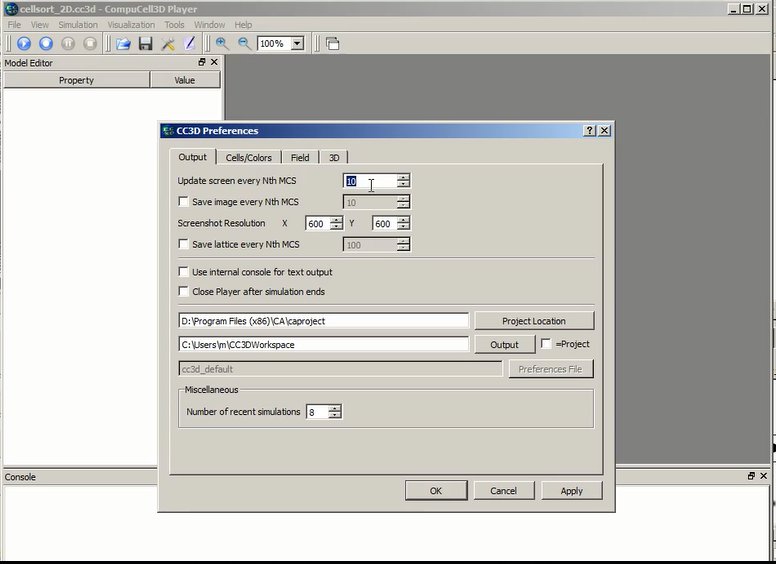 cellsort_2D.cc3d - CompuCell3D Player
File View Simulation Visualization Tools Window Help
100%
Model Editor
Property Value
CC3D Preferences
Output Cells/Colors Field 3D
Update screen every Nth MCS 10
Save image every Nth MCS 10
Screenshot Resolution X 600 Y 600
Save lattice every Nth MCS 100
Use internal console for text output
Close Player after simulation ends
D:\Program Files (x86)\CA\caproject Project Location
C:\Users\m\CC3DWorkspace Output =Project
cc3d_default Preferences File
Miscellaneous
Number of recent simulations 8
Console
OK Cancel Apply